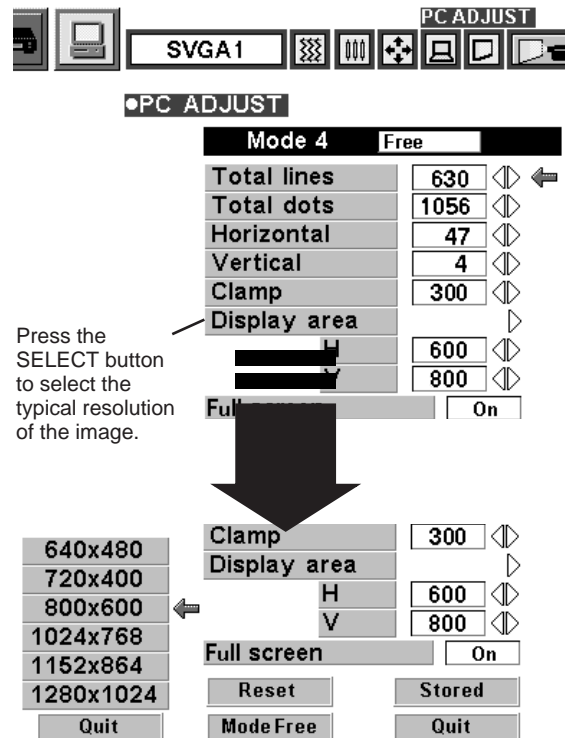 PC ADJUST
SVGA1
●PC ADJUST
Mode 4 Free
Total lines 630
Total dots 1056
Horizontal 47
Vertical 4
Clamp 300
Display area
H 600
800
Full screen On
Press the
SELECT button
to select the
typical resolution
of the image.
Clamp 300
Display area
H 600
V 800
Full screen On
Reset Stored
Mode Free Quit
640x480
720x400
800x600
1024x768
1152x864
1280x1024
Quit